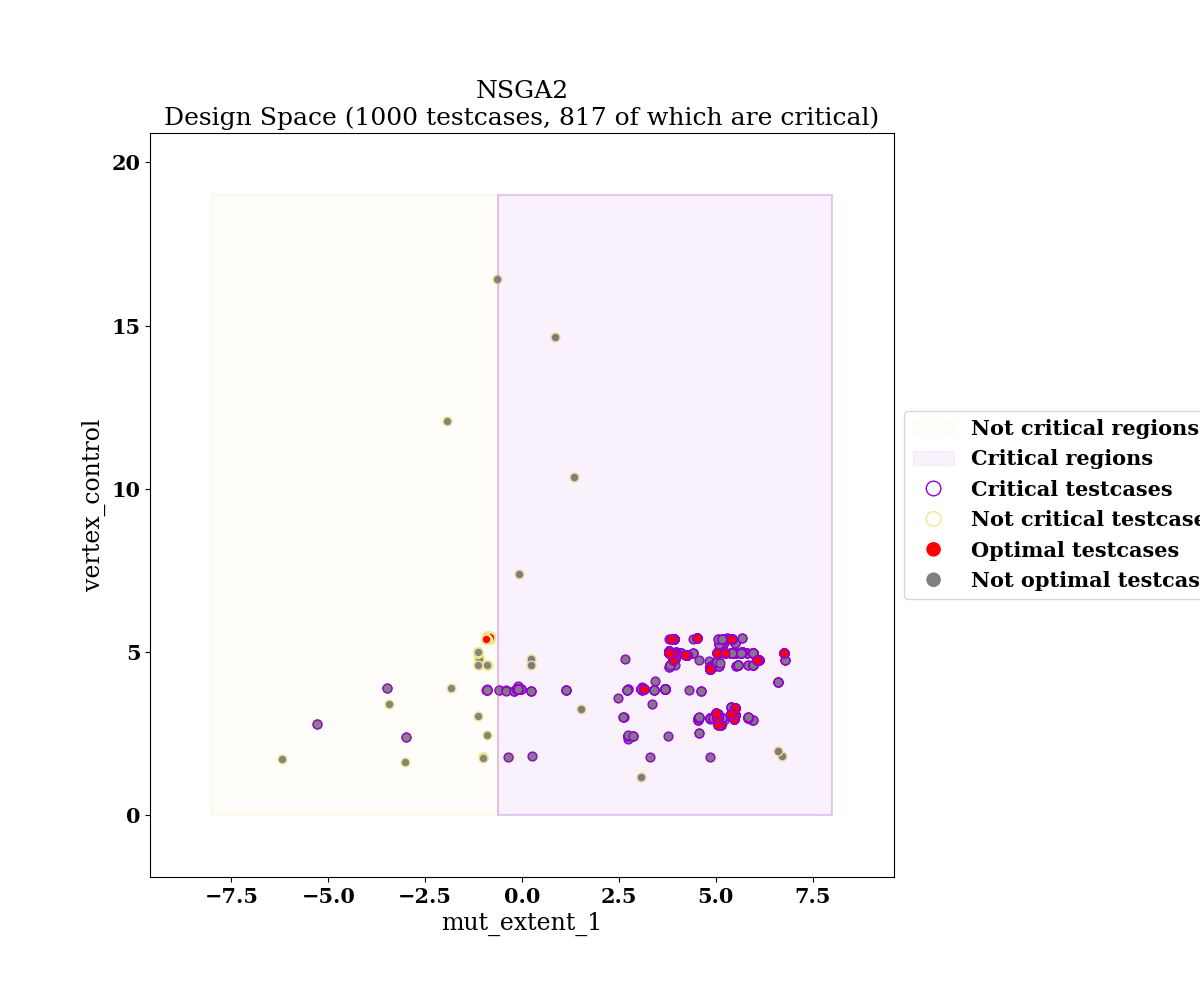 NSGA2
Design Space (1000 testcases, 817 of which are critical)
20
15
10
5
0
vertex_control
−7.5
−5.0
−2.5
0.0
2.5
5.0
7.5
mut_extent_1
Not critical regions
Critical regions
Critical testcases
Not critical testcase
Optimal testcases
Not optimal testcas